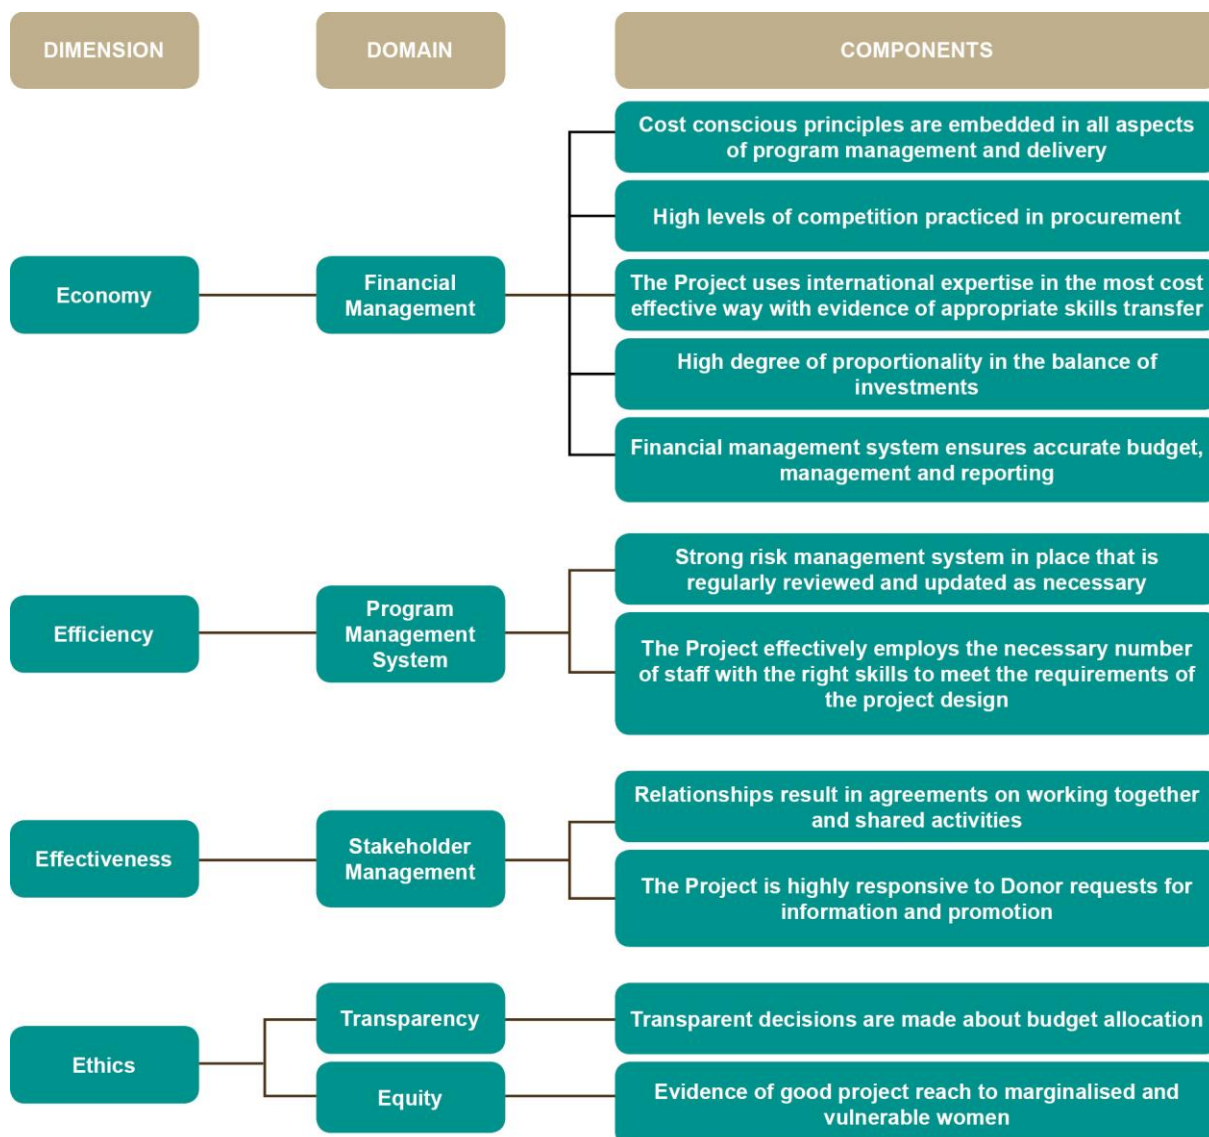 DIMENSION
DOMAIN
COMPONENTS
Economy
Financial
Management
Cost conscious principles are embedded in all aspects
of program management and delivery
High levels of competition practiced in procurement
The Project uses international expertise in the most cost
effective way with evidence of appropriate skills transfer
High degree of proportionality in the balance of
investments
Financial management system ensures accurate budget,
management and reporting
Efficiency
Program
Management
System
Strong risk management system in place that is
regularly reviewed and updated as necessary
The Project effectively employs the necessary number
of staff with the right skills to meet the requirements of
the project design
Effectiveness
Stakeholder
Management
Relationships result in agreements on working together
and shared activities
The Project is highly responsive to Donor requests for
information and promotion
Ethics
Transparency
Transparent decisions are made about budget allocation
Equity
Evidence of good project reach to marginalised and
vulnerable women